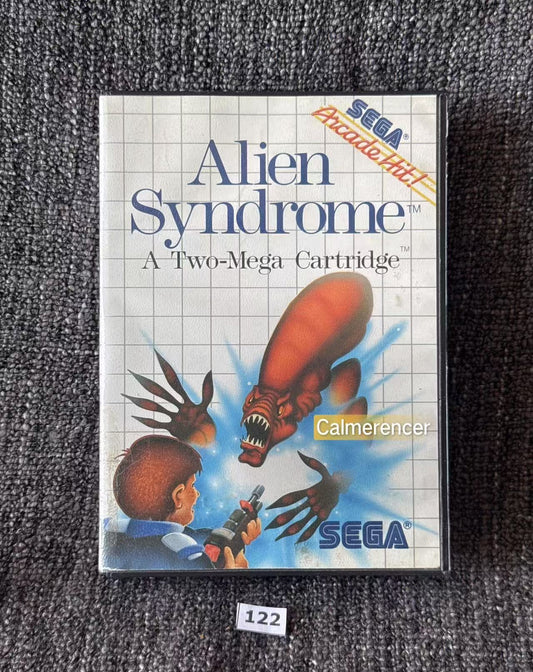 SEGA®
Arcade Hit!
Alien
Syndrome™
A Two-Mega Cartridge™
Calmerencer
SEGA®
122